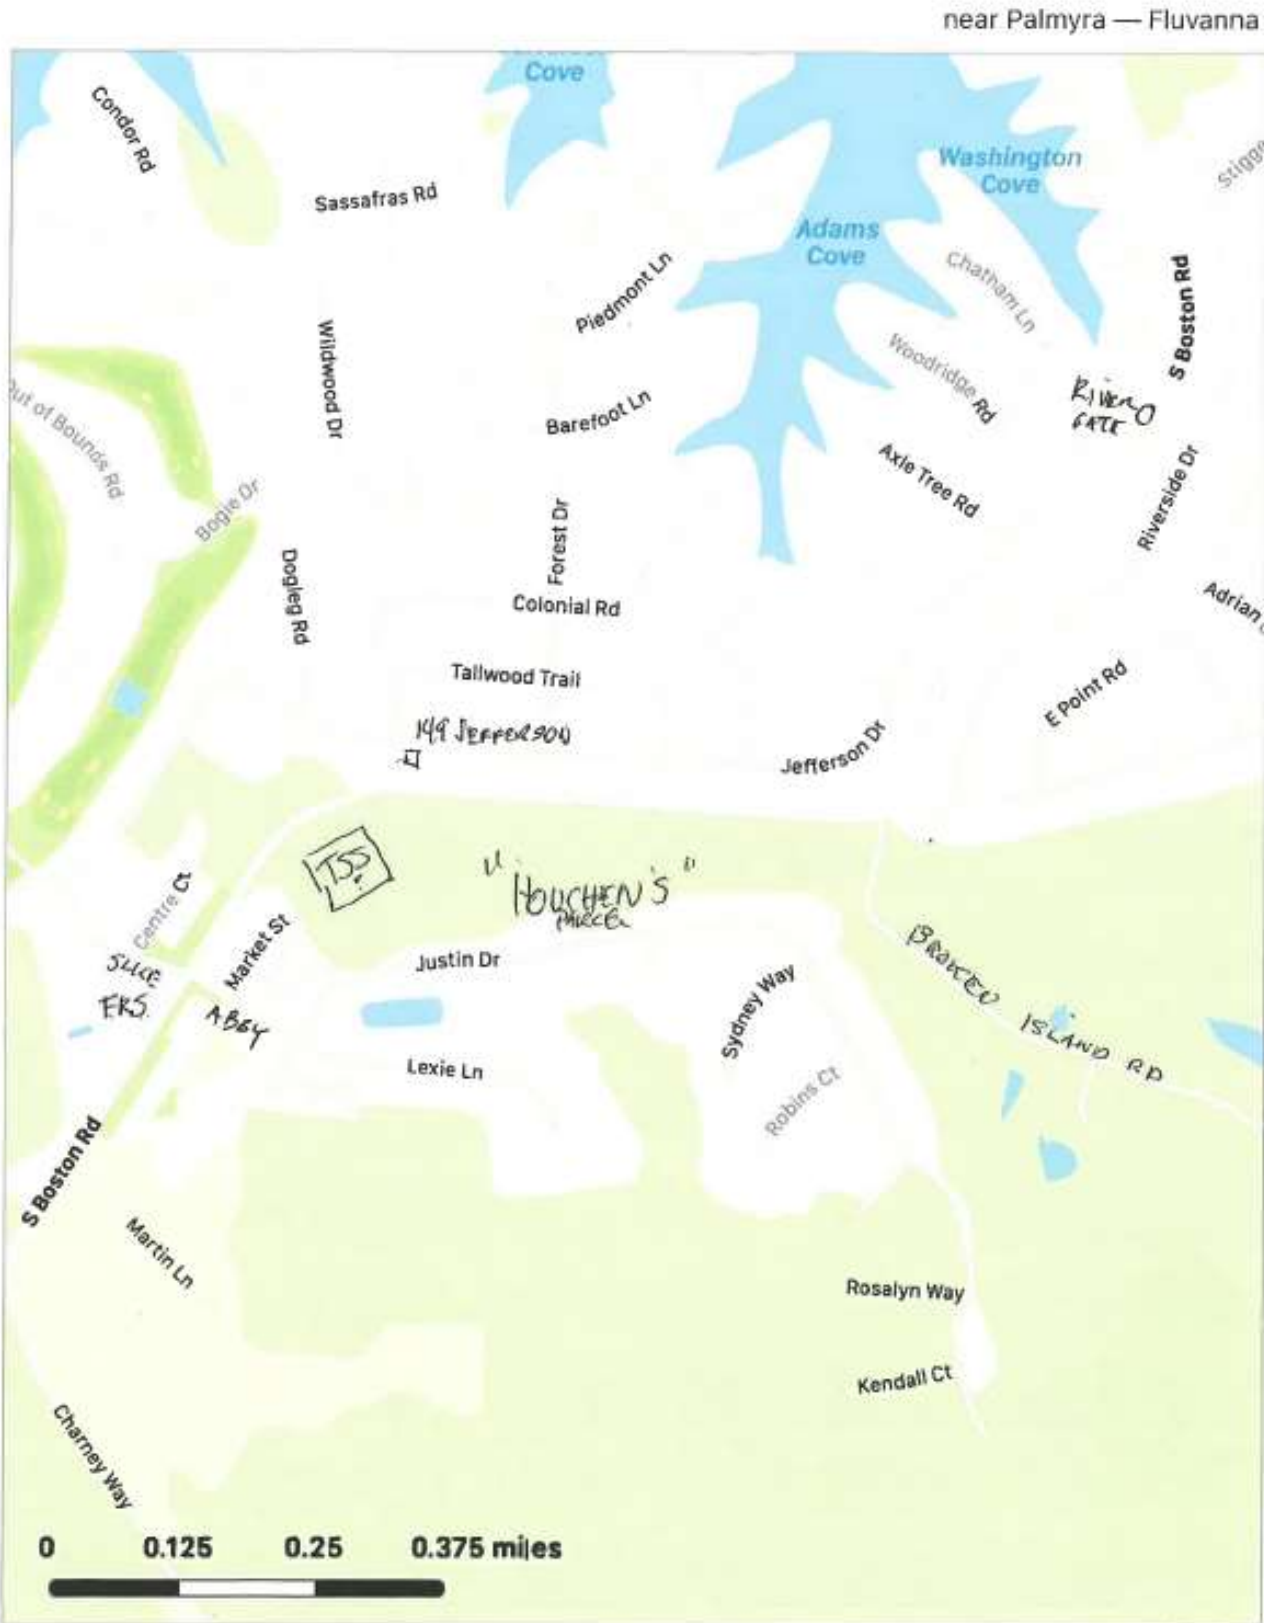 near Palmyra — Fluvanna
Cove
Condor Rd
Washington
Cove
Sassafras Rd
Adams
Cove
Chatham Ln
Piedmont Ln
S Boston Rd
Wildwood Dr
Woodridge Rd
RIVER
GATE
Out of Bounds Rd
Barefoot Ln
Axle Tree Rd
Riverside Dr
Bogie Dr
Forest Dr
Dogleg Rd
Colonial Rd
Adrian
Tallwood Trail
E Point Rd
149 JEFFERSON
Jefferson Dr
TSS
"HOUCHEN'S"
PARCEL
Centre Ct
Market St
BROKEN ISLAND RD
Justin Dr
Sydney Way
FRS
ABBY
Lexie Ln
Robins Ct
S Boston Rd
Martin Ln
Rosalyn Way
Kendall Ct
Charney Way
0 0.125 0.25 0.375 miles